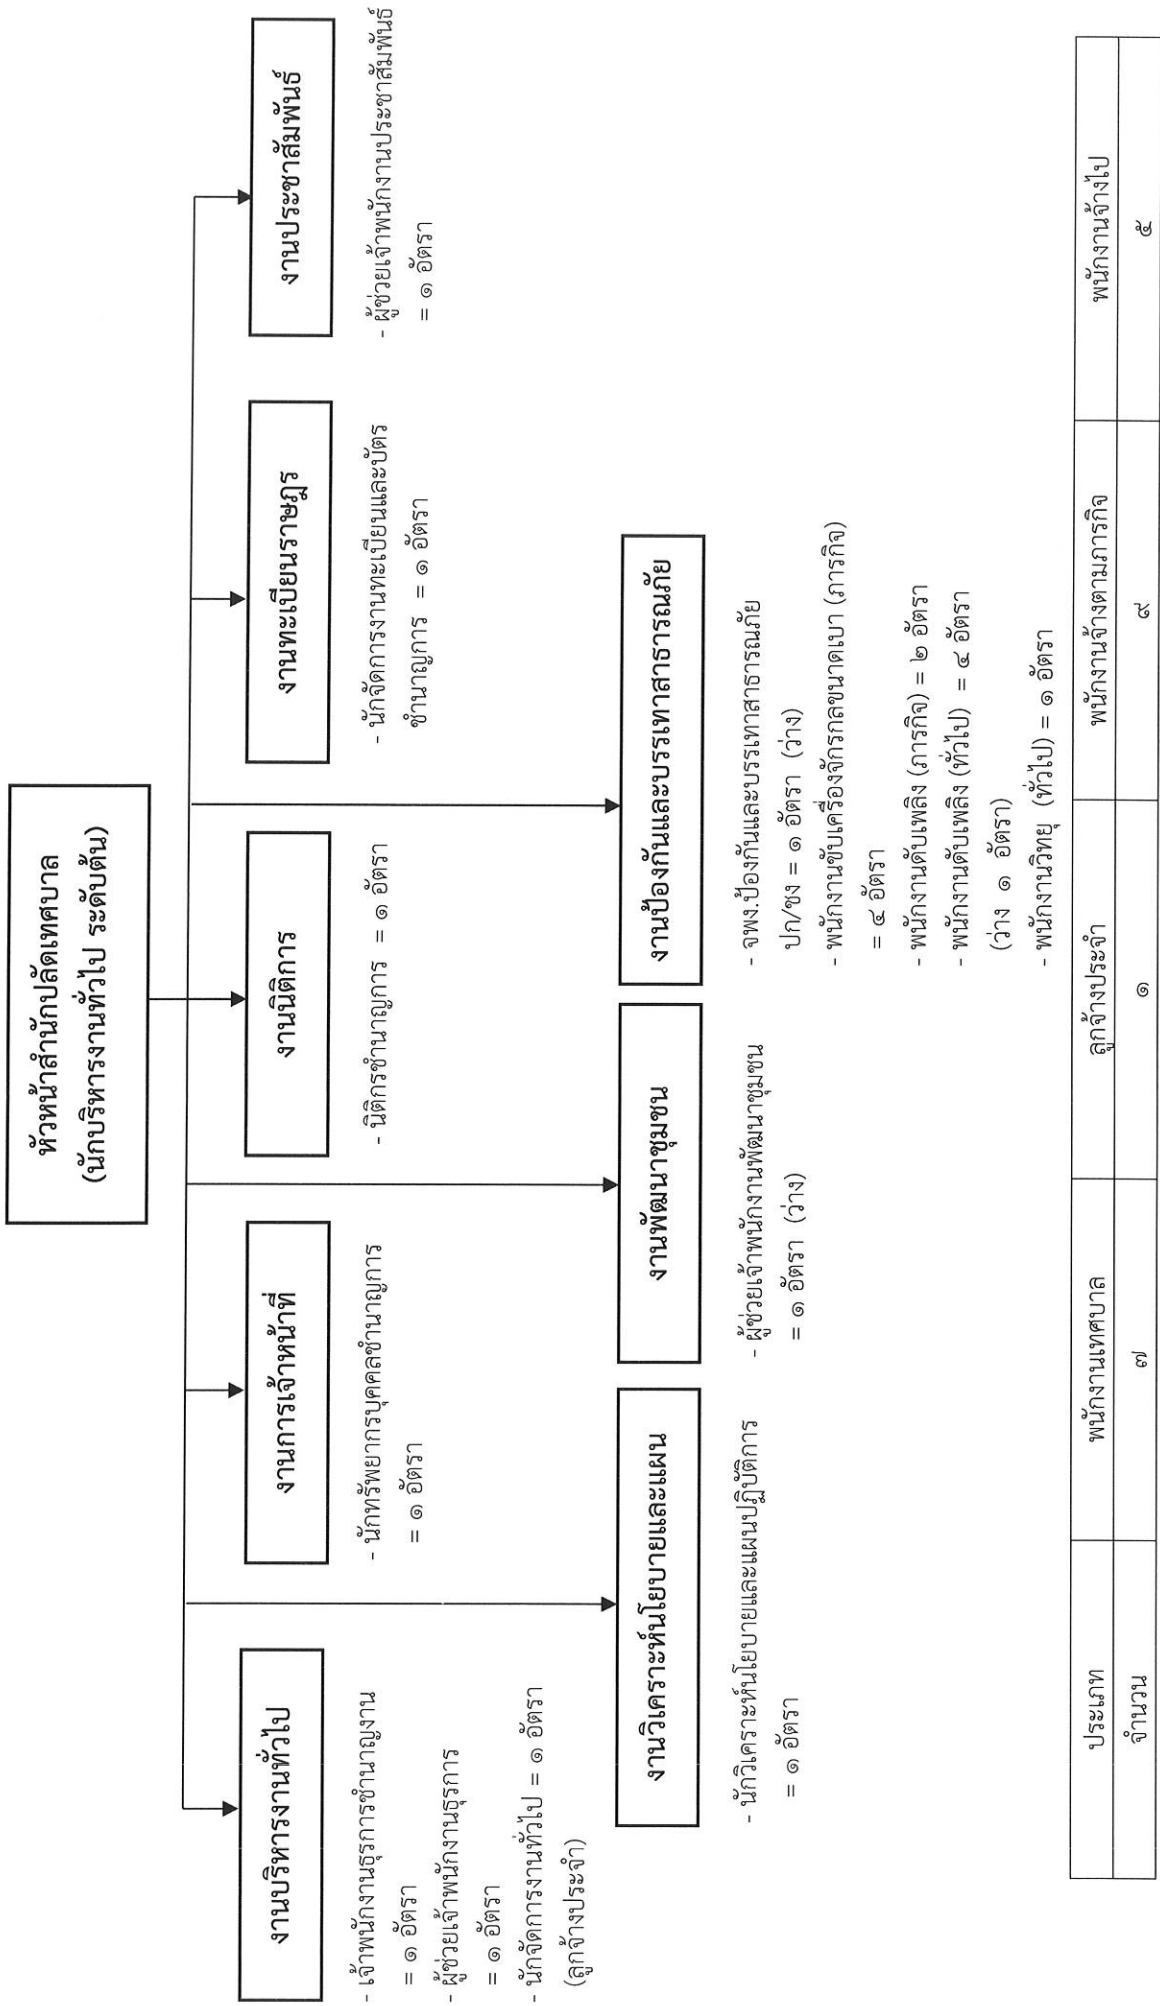 หัวหน้าสำนักปลัดเทศบาล
(นักบริหารงานทั่วไป ระดับต้น)
งานบริหารงานทั่วไป
- เจ้าพนักงานธุรการชำนาญงาน
= ๑ อัตรา
- ผู้ช่วยเจ้าพนักงานธุรการ
= ๑ อัตรา
- นักจัดการงานทั่วไป = ๑ อัตรา
(ลูกจ้างประจำ)
งานการเจ้าหน้าที่
- นักทรัพยากรบุคคลชำนาญการ
= ๑ อัตรา
งานนิติการ
- นิติกรชำนาญการ = ๑ อัตรา
งานทะเบียนราษฎร
- นักจัดการงานทะเบียนและบัตร
ชำนาญการ = ๑ อัตรา
งานประชาสัมพันธ์
- ผู้ช่วยเจ้าพนักงานประชาสัมพันธ์
= ๑ อัตรา
งานวิเคราะห์นโยบายและแผน
- นักวิเคราะห์นโยบายและแผนปฏิบัติการ
= ๑ อัตรา
งานพัฒนาชุมชน
- ผู้ช่วยเจ้าพนักงานพัฒนาชุมชน
= ๑ อัตรา (ว่าง)
งานป้องกันและบรรเทาสาธารณภัย
- จพง.ป้องกันและบรรเทาสาธารณภัย
ปก/ชง = ๑ อัตรา (ว่าง)
- พนักงานขับเครื่องจักรกลขนาดเบา (ภารกิจ)
= ๔ อัตรา
- พนักงานดับเพลิง (ภารกิจ) = ๒ อัตรา
- พนักงานดับเพลิง (ทั่วไป) = ๔ อัตรา
(ว่าง ๑ อัตรา)
- พนักงานวิทยุ (ทั่วไป) = ๑ อัตรา
ประเภท พนักงานเทศบาล ลูกจ้างประจำ พนักงานจ้างตามภารกิจ พนักงานจ้างไป
จำนวน ๗ ๑ ๙ ๕